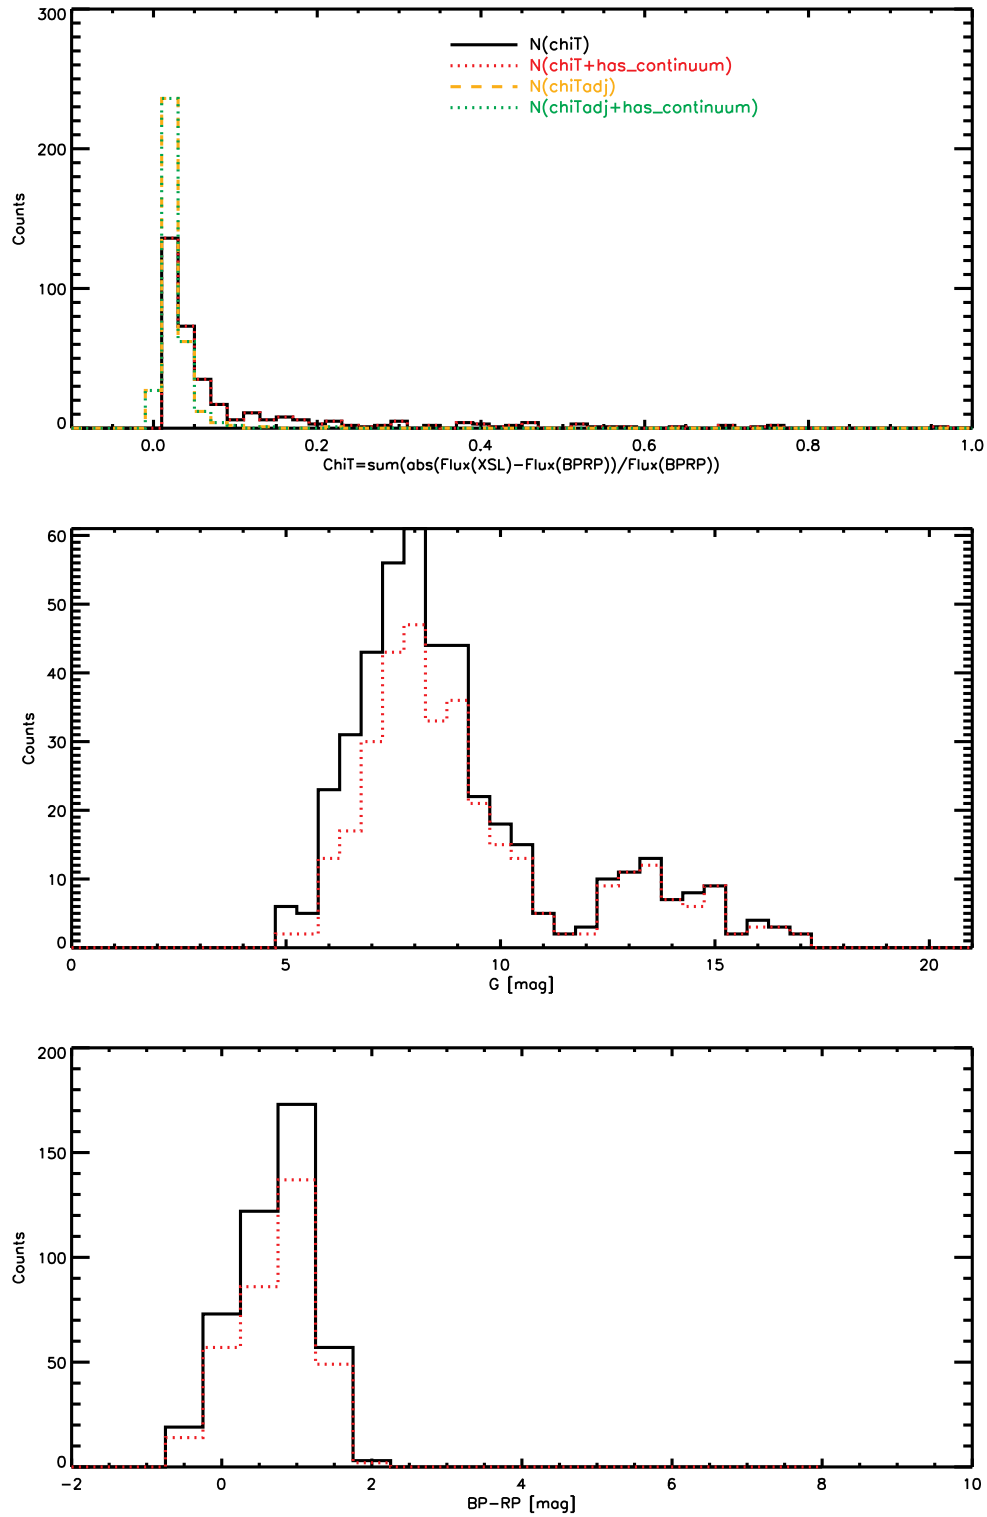 300
200
100
0
Counts
N(chiT)
N(chiT+has_continuum)
N(chiTadj)
N(chiTadj+has_continuum)
0.0 0.2 0.4 0.6 0.8 1.0
ChiT=sum(abs(Flux(XSL)-Flux(BPRP))/Flux(BPRP))
60
50
40
30
20
10
0
Counts
0 5 10 15 20
G [mag]
200
150
100
50
0
Counts
-2 0 2 4 6 8 10
BP-RP [mag]